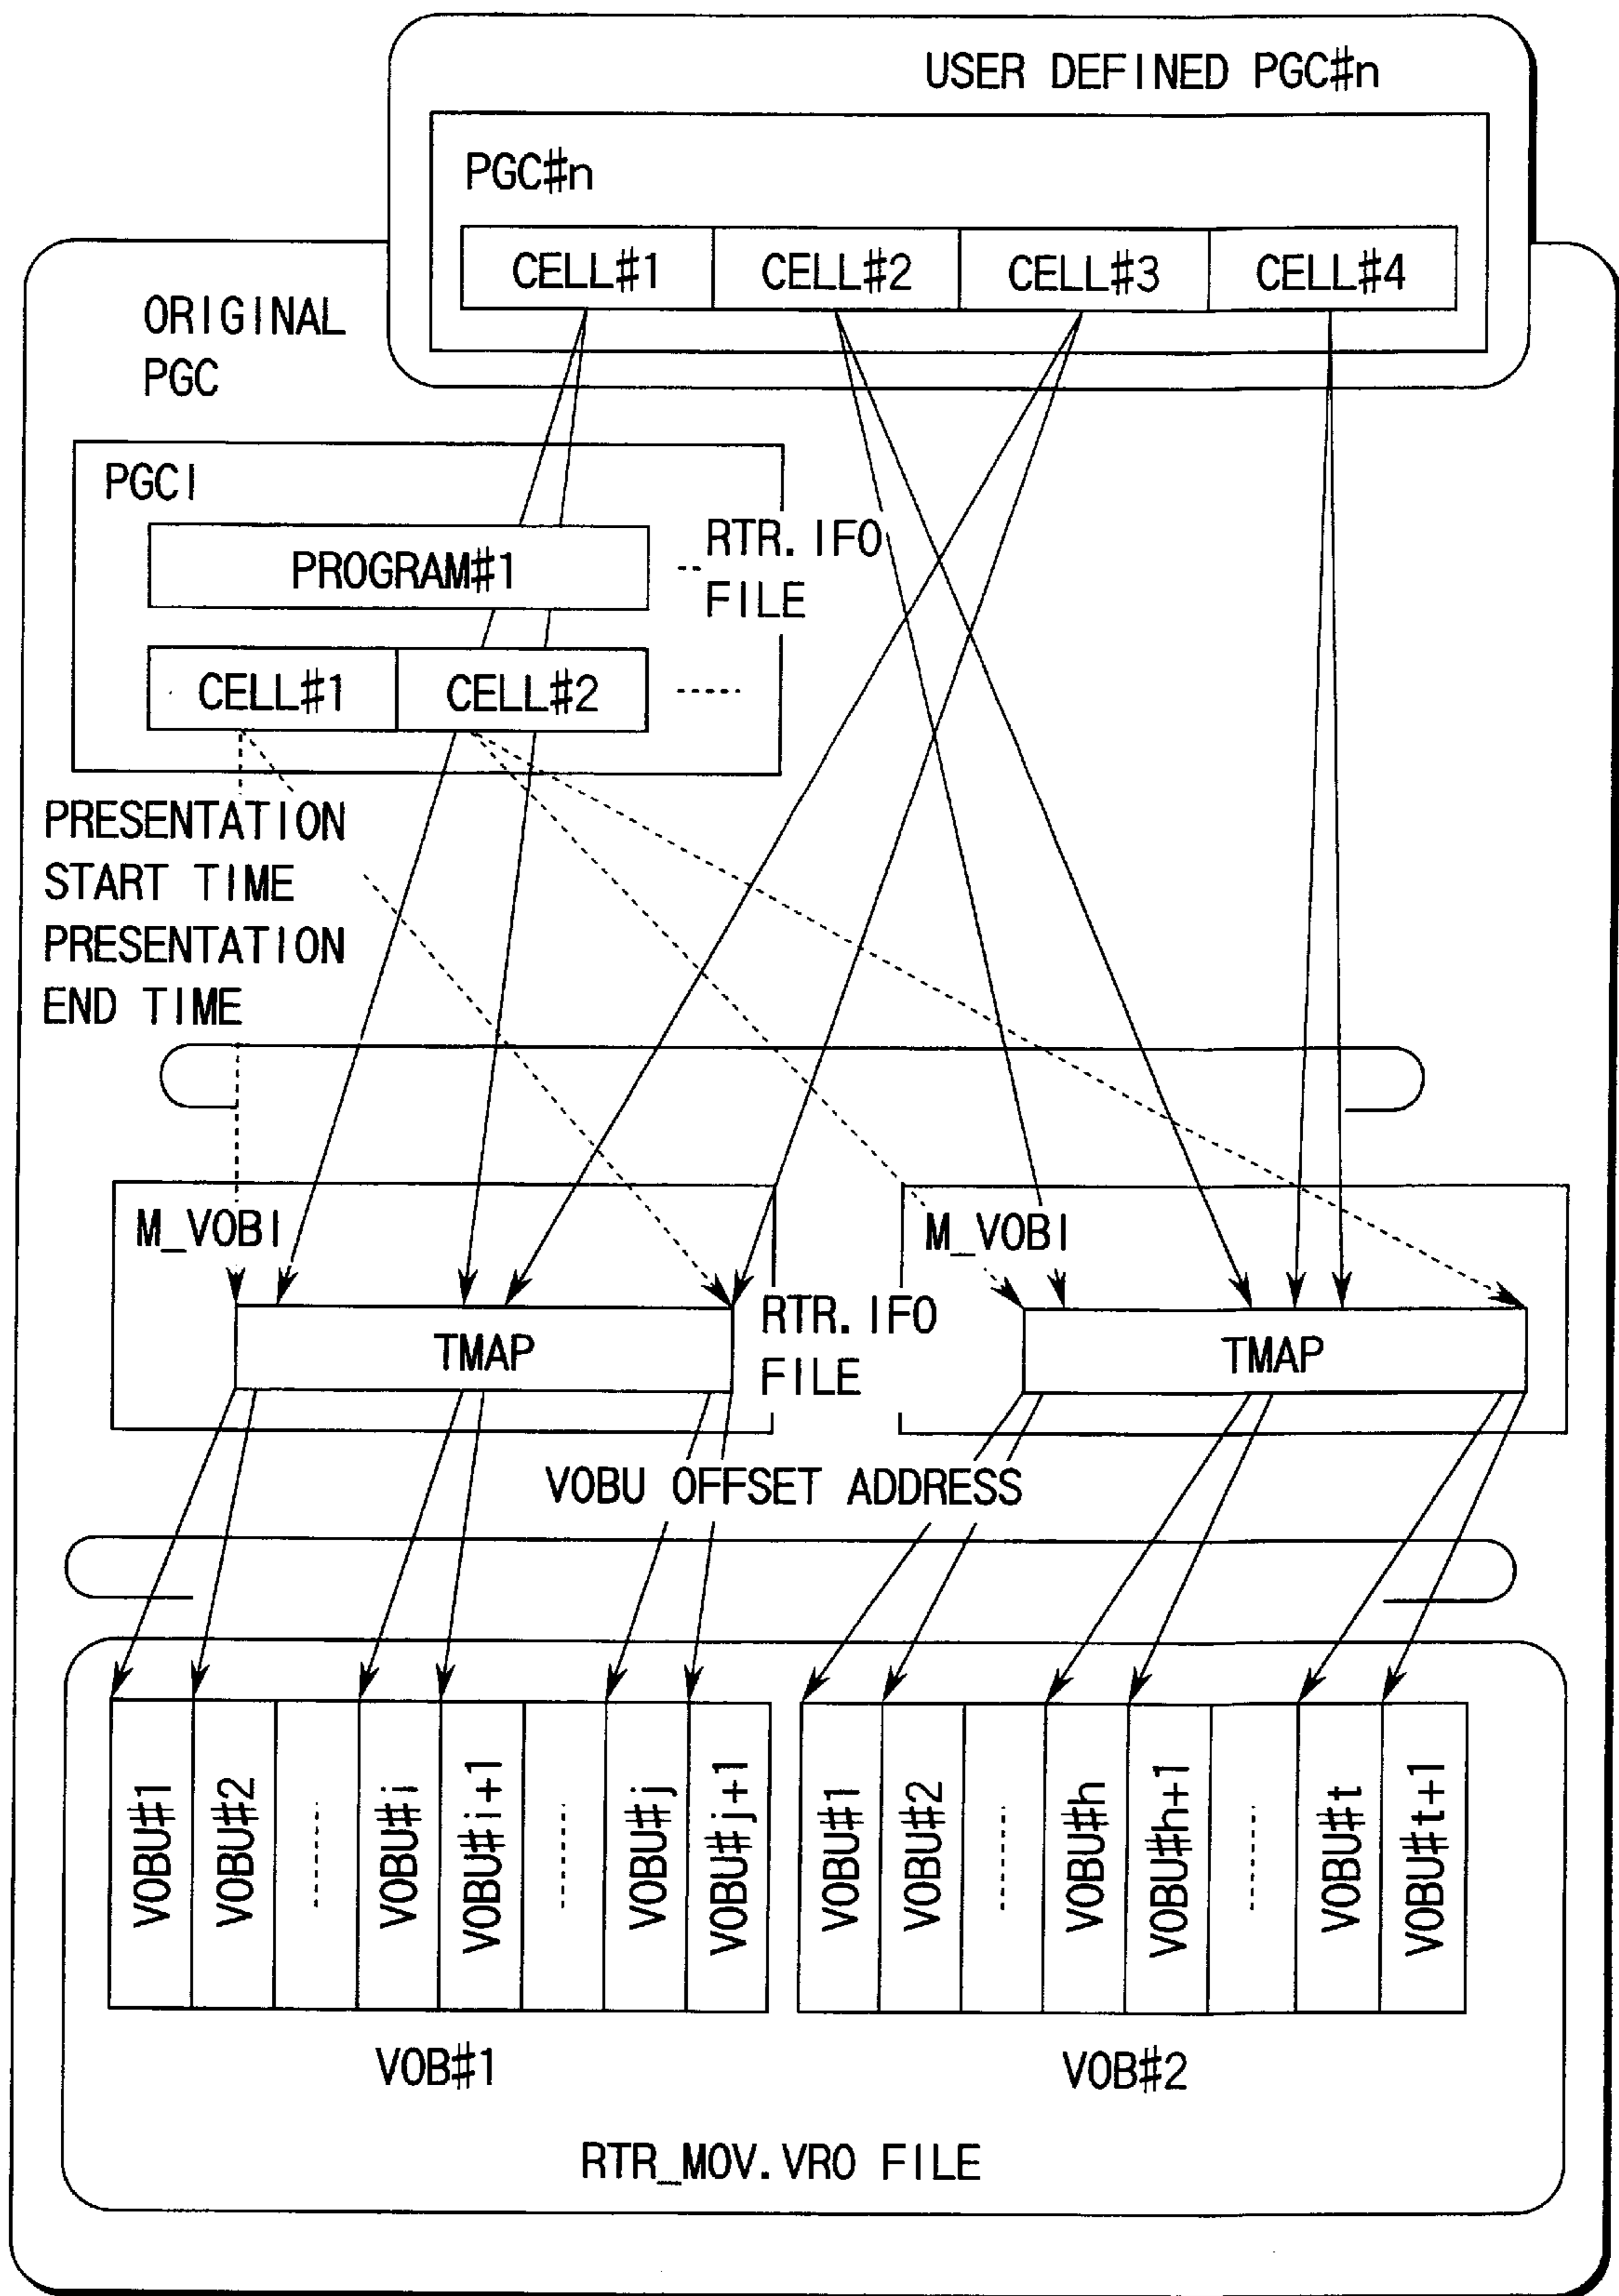 USER DEFINED PGC#n
PGC#n
CELL#1 CELL#2 CELL#3 CELL#4
ORIGINAL
PGC
PGCI
PROGRAM#1
RTR.IFO
FILE
CELL#1 CELL#2
PRESENTATION
START TIME
PRESENTATION
END TIME
M_VOBI
M_VOBI
TMAP
RTR.IFO
FILE
TMAP
VOBU OFFSET ADDRESS
VOBU#1
VOBU#2
VOBU#i
VOBU#i+1
VOBU#j
VOBU#j+1
VOBU#1
VOBU#2
VOBU#h
VOBU#h+1
VOBU#t
VOBU#t+1
VOB#1
VOB#2
RTR_MOV.VRO FILE